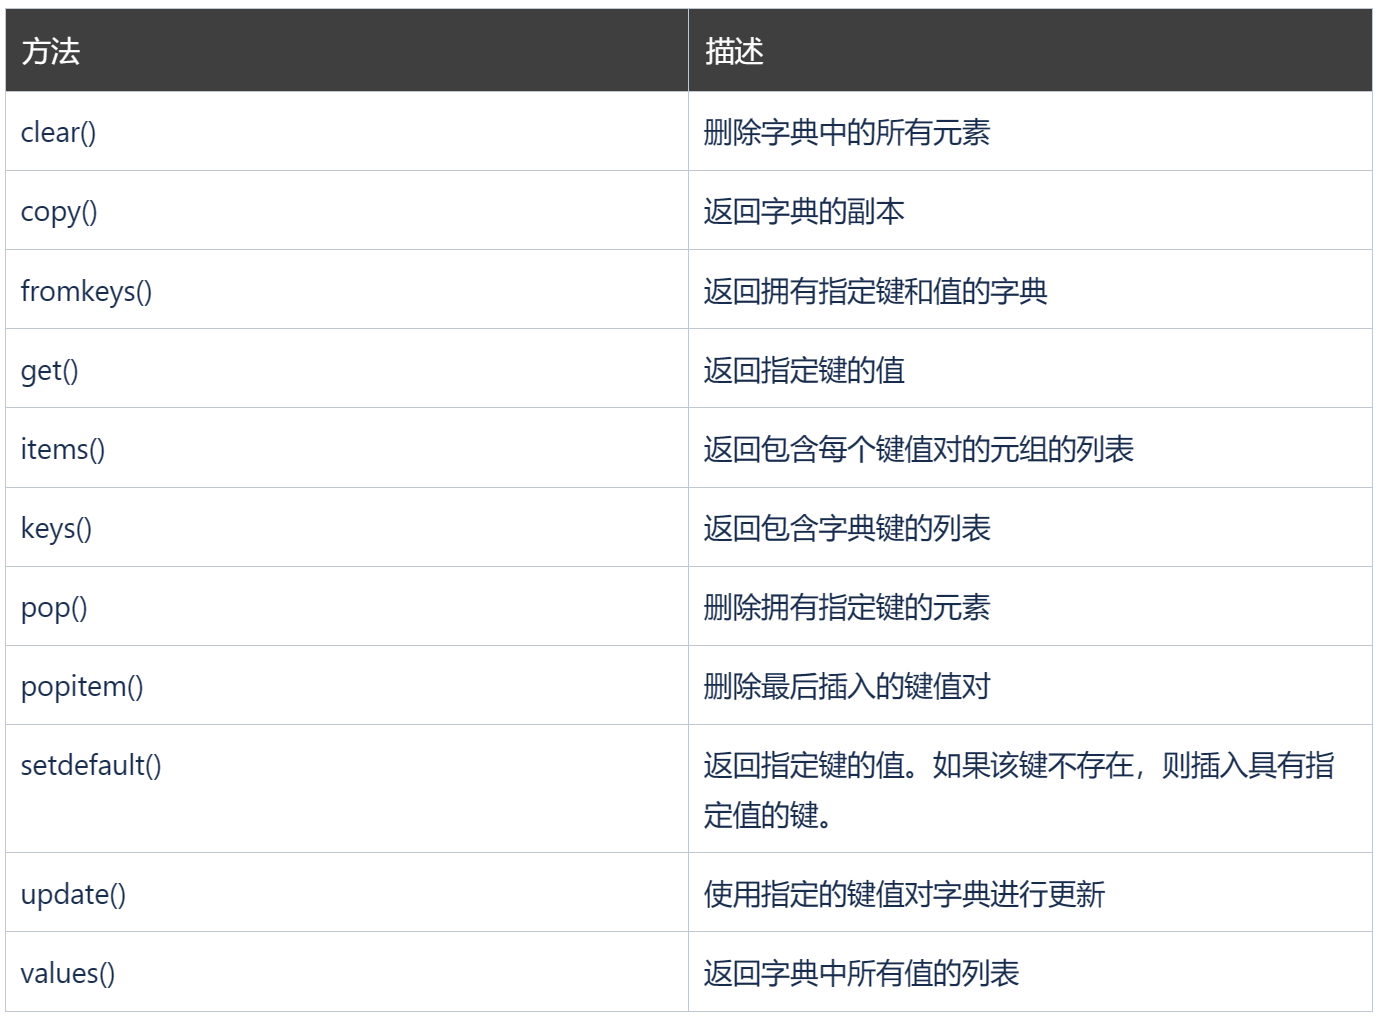 方法 描述
clear() 删除字典中的所有元素
copy() 返回字典的副本
fromkeys() 返回拥有指定键和值的字典
get() 返回指定键的值
items() 返回包含每个键值对的元组的列表
keys() 返回包含字典键的列表
pop() 删除拥有指定键的元素
popitem() 删除最后插入的键值对
setdefault() 返回指定键的值。如果该键不存在，则插入具有指
定值的键。
update() 使用指定的键值对字典进行更新
values() 返回字典中所有值的列表